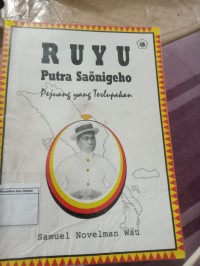 RUYU
Putra Saönigeho
Pejuang yang Terlupakan
Samuel Novelman Wau